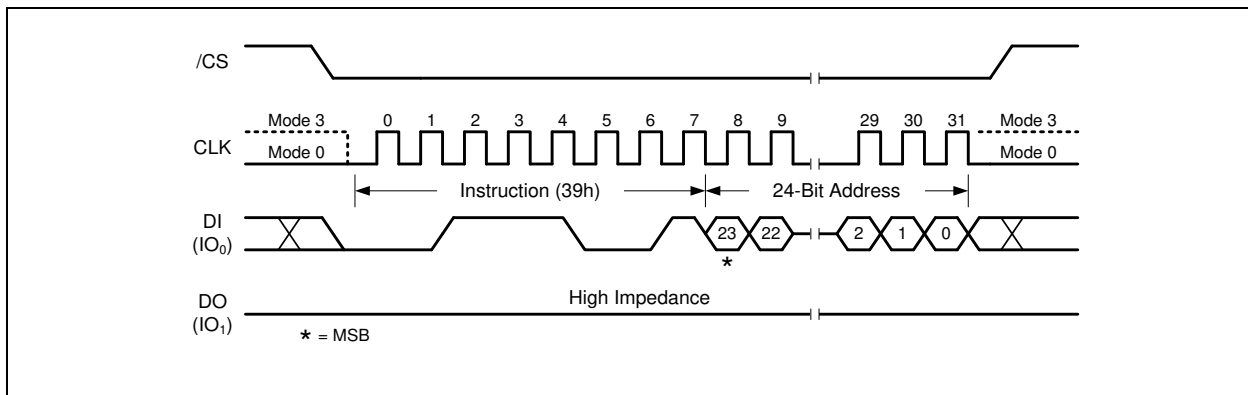 /CS
0 1 2 3 4 5 6 7 8 9 29 30 31
Mode 3 Mode 3
CLK
Mode 0 Mode 0
Instruction (39h) 24-Bit Address
DI
(IO₀)
23 22 2 1 0
*
High Impedance
DO
(IO₁)
* = MSB